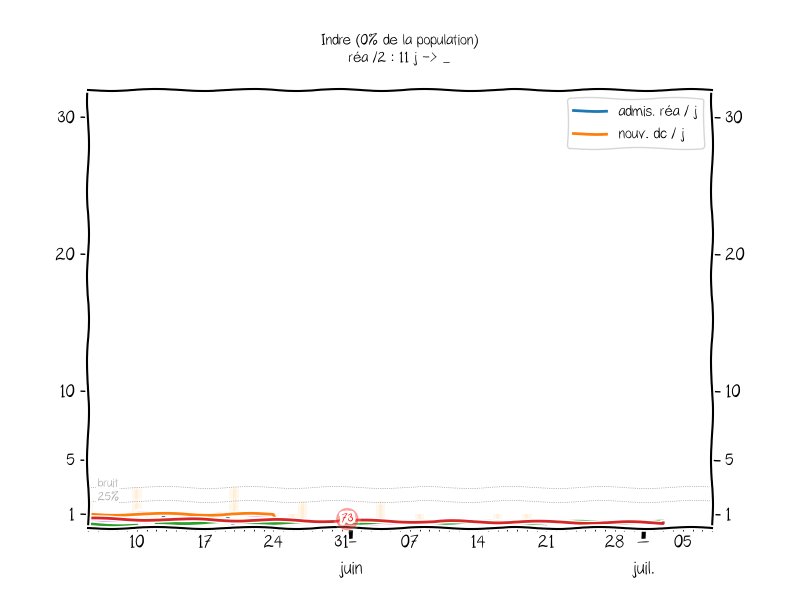 Indre (0% de la population)
réa /2 : 11 j -> _
30 30
admis. réa / j
nouv. dc / j
20 20
10 10
5 5
bruit
25%
1 73 1
10 17 24 31 07 14 21 28 05
juin juil.